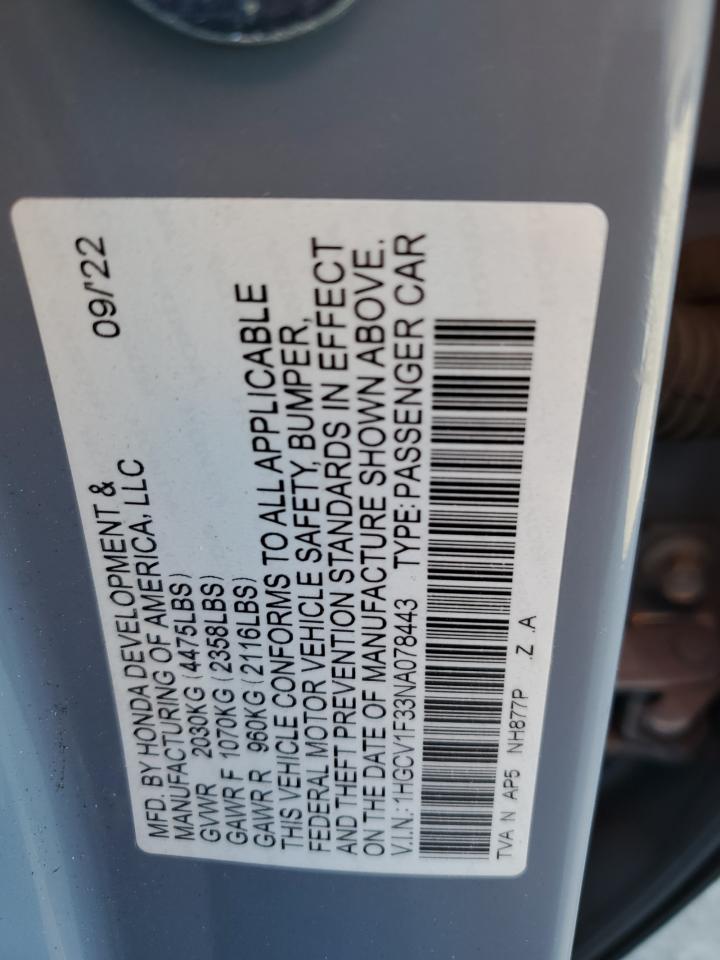 MFD. BY HONDA DEVELOPMENT &
MANUFACTURING OF AMERICA, LLC 09/'22
GVWR 2030KG (4475LBS)
GAWR F 1070KG (2358LBS)
GAWR R 960KG (2116LBS)
THIS VEHICLE CONFORMS TO ALL APPLICABLE
FEDERAL MOTOR VEHICLE SAFETY, BUMPER,
AND THEFT PREVENTION STANDARDS IN EFFECT
ON THE DATE OF MANUFACTURE SHOWN ABOVE.
V.I.N.: 1HGCV1F33NA078443 TYPE: PASSENGER CAR
TVA N AP5 NH877P .Z .A